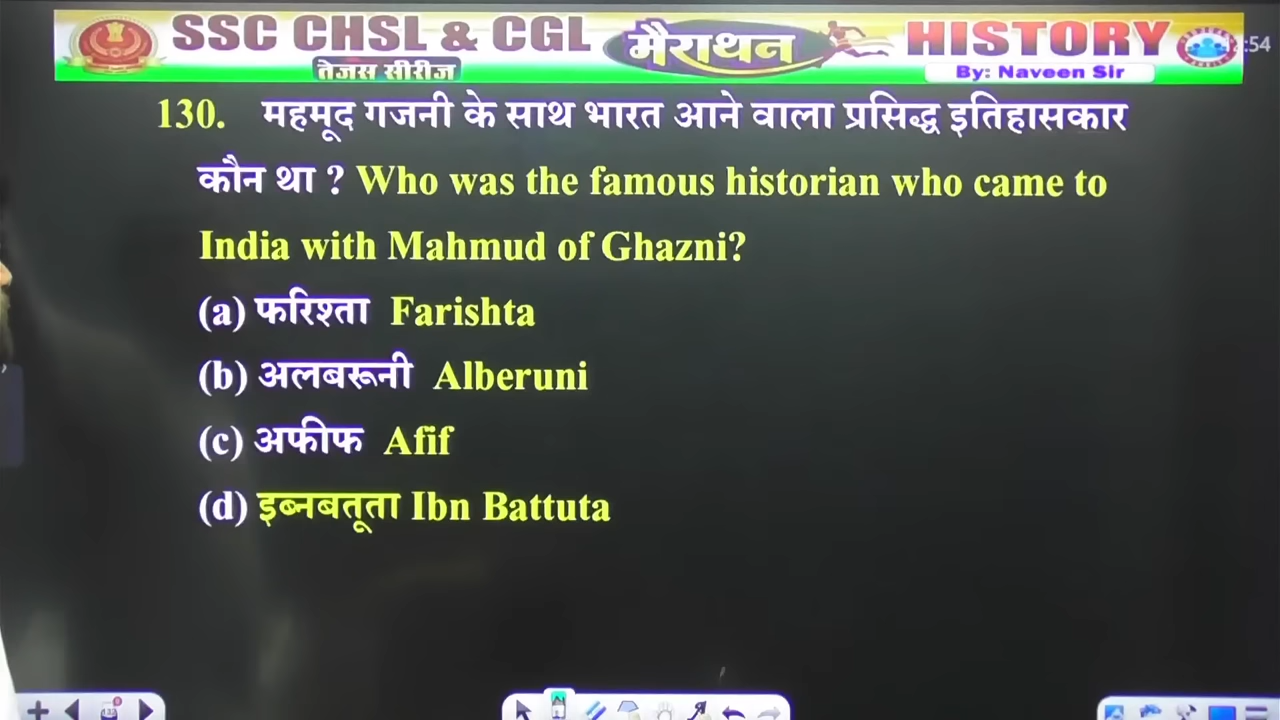 SSC CHSL & CGL
तेजस सीरीज
मैराथन
HISTORY
By: Naveen Sir
:54
130. महमूद गजनी के साथ भारत आने वाला प्रसिद्ध इतिहासकार
कौन था ? Who was the famous historian who came to
India with Mahmud of Ghazni?
(a) फरिश्ता Farishta
(b) अलबरूनी Alberuni
(c) अफीफ Afif
(d) इब्नबतूता Ibn Battuta